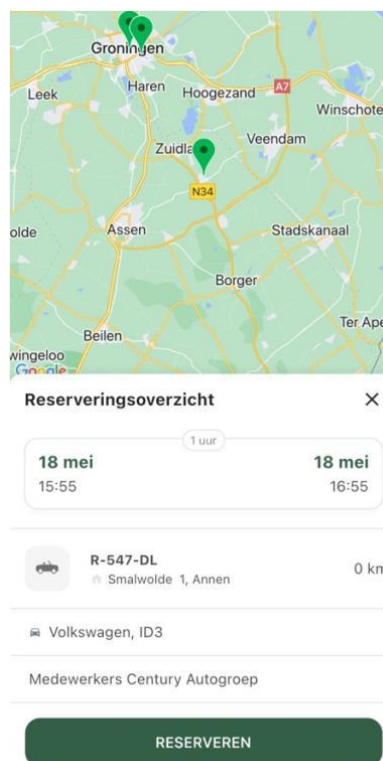 Groningen
Leek
Haren
Hoogezand
A7
Winschote
Zuidla
Veendam
N34
olde
Assen
Stadskanaal
Borger
Ter Ape
Beilen
wingeloo
Google
Reserveringsoverzicht
1 uur
18 mei 18 mei
15:55 16:55
R-547-DL
Smalwolde 1, Annen 0 km
Volkswagen, ID3
Medewerkers Century Autogroep
RESERVEREN